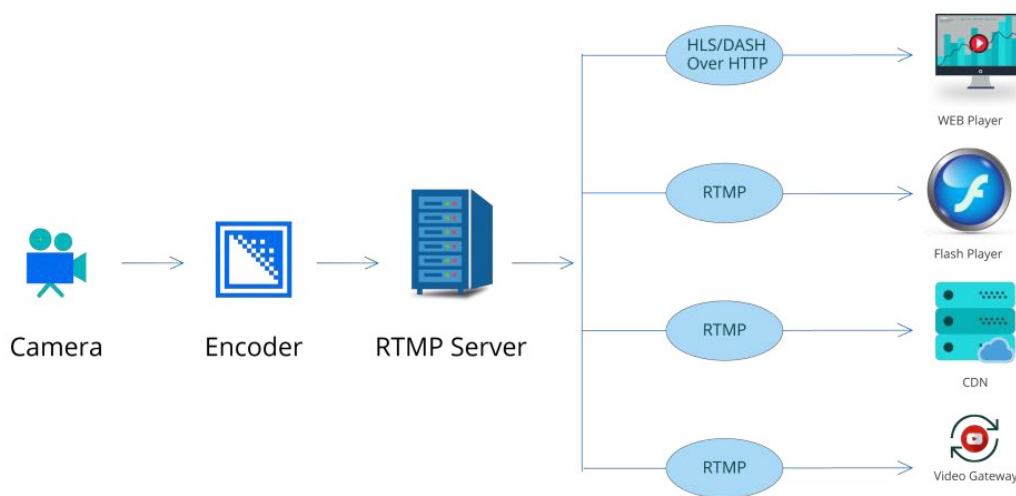 HLS/DASH
Over HTTP
WEB Player
RTMP
Flash Player
Camera
Encoder
RTMP Server
RTMP
CDN
RTMP
Video Gateway